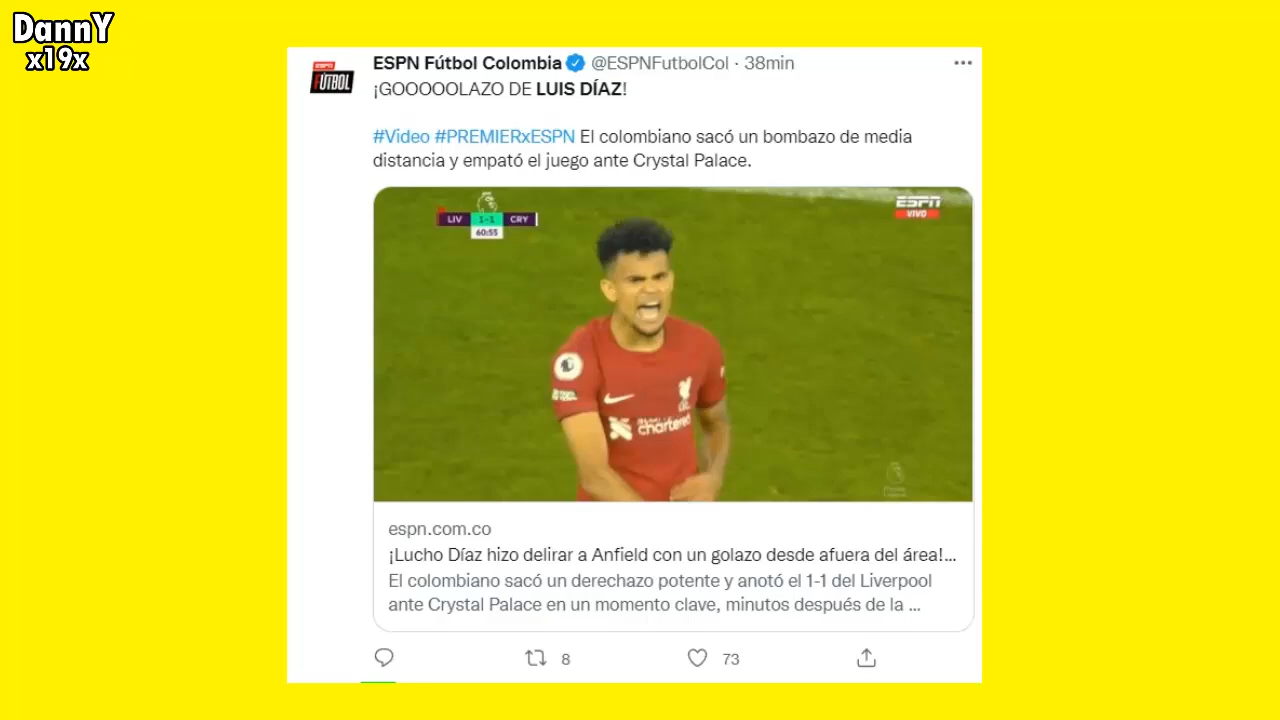 DannY
x19x
ESPN Fútbol Colombia @ESPNFutbolCol · 38min
ESPN
FÚTBOL
¡GOOOOOLAZO DE LUIS DÍAZ!
#Video #PREMIERxESPN El colombiano sacó un bombazo de media
distancia y empató el juego ante Crystal Palace.
LIV 1-1 CRY
60:55
ESPN
VIVO
chartered
espn.com.co
¡Lucho Díaz hizo delirar a Anfield con un golazo desde afuera del área!...
El colombiano sacó un derechazo potente y anotó el 1-1 del Liverpool
ante Crystal Palace en un momento clave, minutos después de la ...
8 73